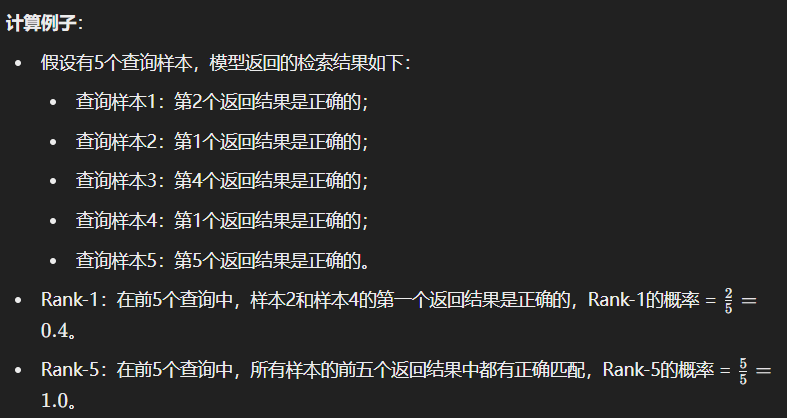 计算例子：
• 假设有5个查询样本，模型返回的检索结果如下：
• 查询样本1：第2个返回结果是正确的；
• 查询样本2：第1个返回结果是正确的；
• 查询样本3：第4个返回结果是正确的；
• 查询样本4：第1个返回结果是正确的；
• 查询样本5：第5个返回结果是正确的。
• Rank-1：在前5个查询中，样本2和样本4的第一个返回结果是正确的，Rank-1的概率 = 2/5 =
0.4。
• Rank-5：在前5个查询中，所有样本的前五个返回结果中都有正确匹配，Rank-5的概率 = 5/5 =
1.0。